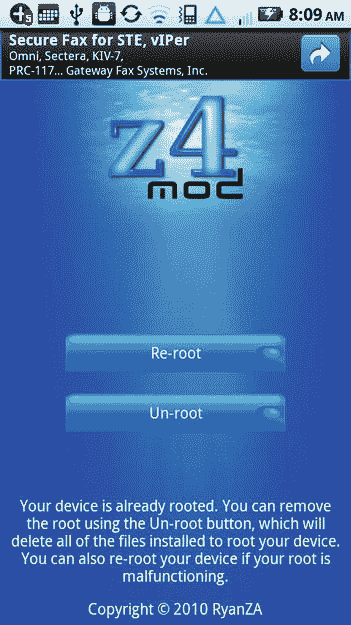 5
8:09 AM
Secure Fax for STE, vIPer
Omni, Sectera, KIV-7,
PRC-117... Gateway Fax Systems, Inc.
z4
mod
Re-root
Un-root
Your device is already rooted. You can remove
the root using the Un-root button, which will
delete all of the files installed to root your device.
You can also re-root your device if your root is
malfunctioning.
Copyright © 2010 RyanZA